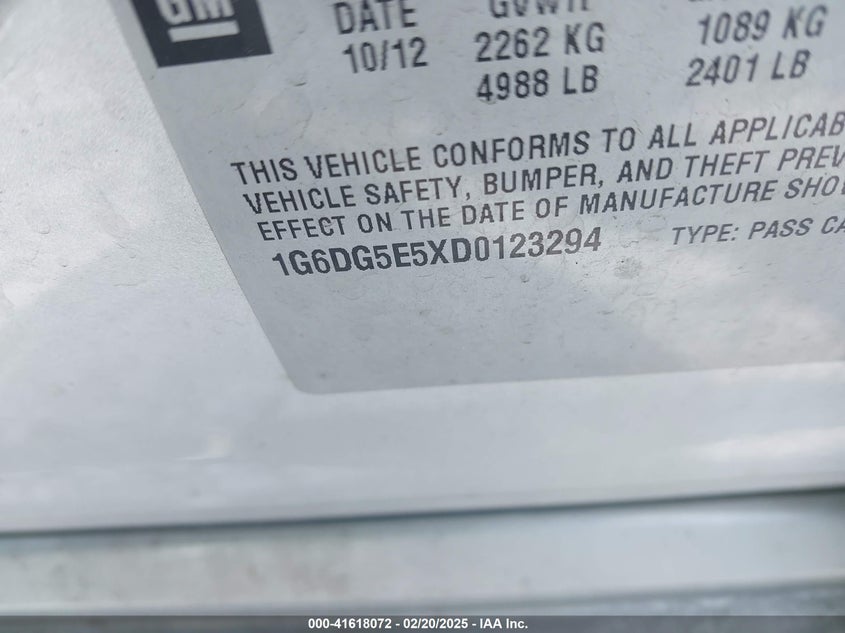 GM
DATE GVWR
10/12 2262 KG 1089 KG
4988 LB 2401 LB
THIS VEHICLE CONFORMS TO ALL APPLICAB
VEHICLE SAFETY, BUMPER, AND THEFT PREV
EFFECT ON THE DATE OF MANUFACTURE SHO
1G6DG5E5XD0123294 TYPE: PASS CA
000-41618072 – 02/20/2025 – IAA Inc.